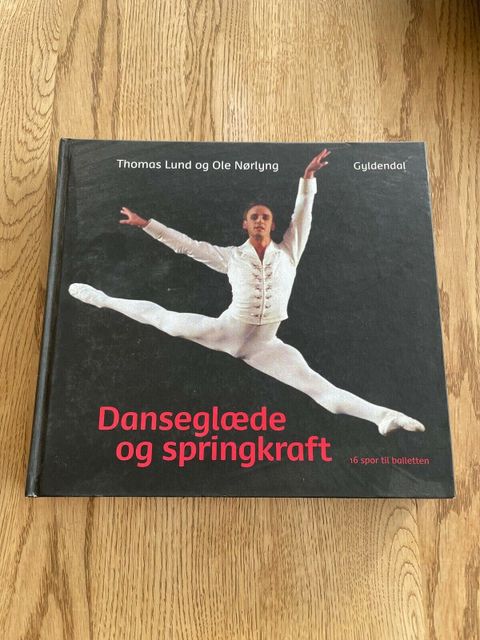 Thomas Lund og Ole Nørlyng
Gyldendal
Danseglæde
og springkraft
16 spor til balletten